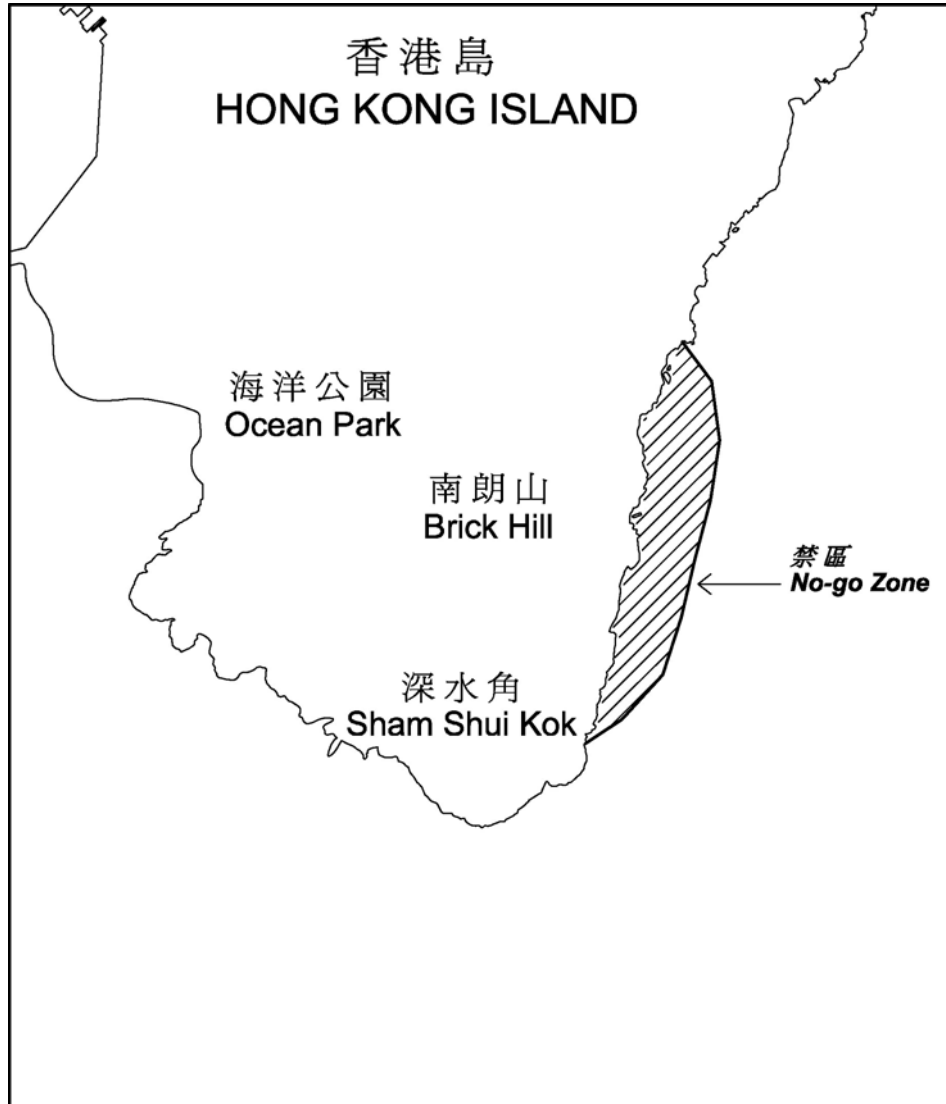 香港島
HONG KONG ISLAND
海洋公園
Ocean Park
南朗山
Brick Hill
禁區
No-go Zone
深水角
Sham Shui Kok